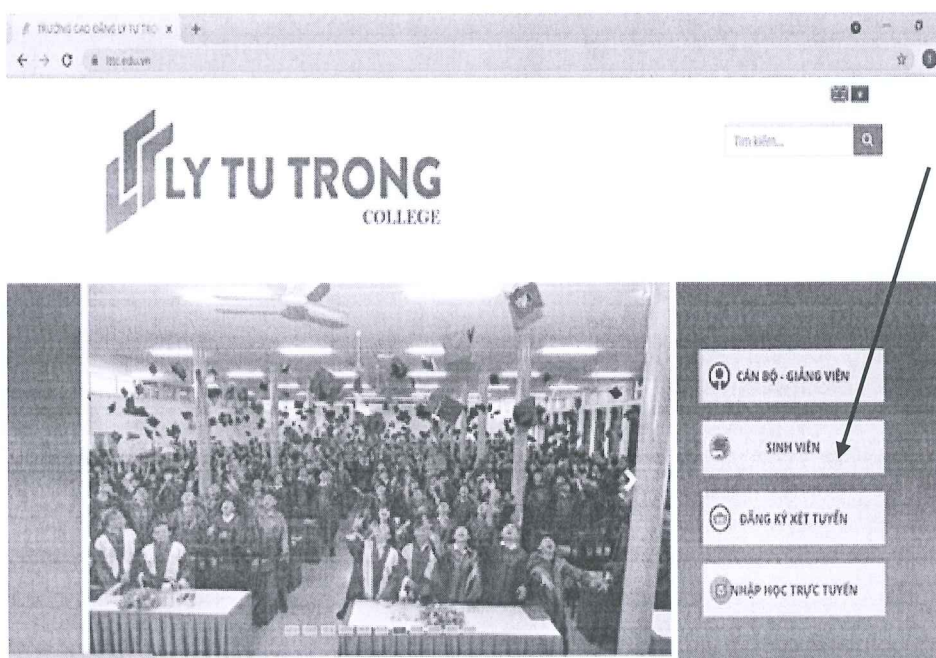 TRƯỜNG CAO ĐẲNG LÝ TỰ TRỌ
lttc.edu.vn
Tìm kiếm...
LY TU TRONG
COLLEGE
CÁN BỘ - GIẢNG VIÊN
SINH VIÊN
ĐĂNG KÝ XÉT TUYỂN
NHẬP HỌC TRỰC TUYẾN